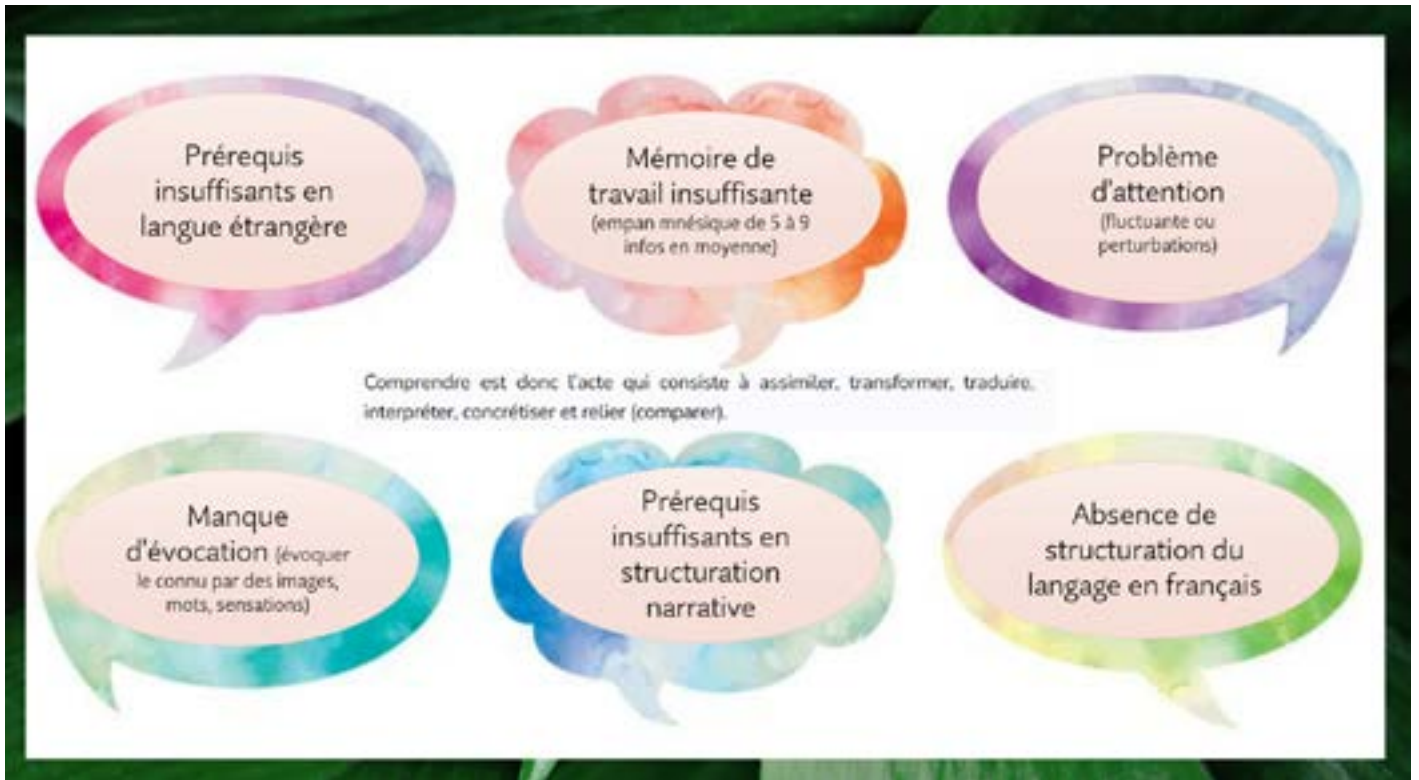 Prérequis
insuffisants en
langue étrangère
Mémoire de
travail insuffisante
(empan mnésique de 5 à 9
infos en moyenne)
Problème
d'attention
(fluctuante ou
perturbations)
Comprendre est donc l'acte qui consiste à assimiler, transformer, traduire,
interpréter, concrétiser et relier (comparer).
Manque
d'évocation (évoquer
le connu par des images,
mots, sensations)
Prérequis
insuffisants en
structuration
narrative
Absence de
structuration du
langage en français